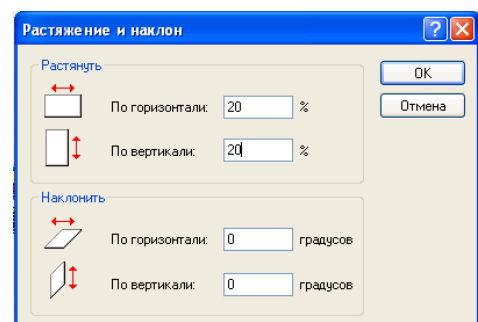 Растяжение и наклон
Растянуть
По горизонтали: 20 %
По вертикали: 20 %
Наклонить
По горизонтали: 0 градусов
По вертикали: 0 градусов
OK
Отмена